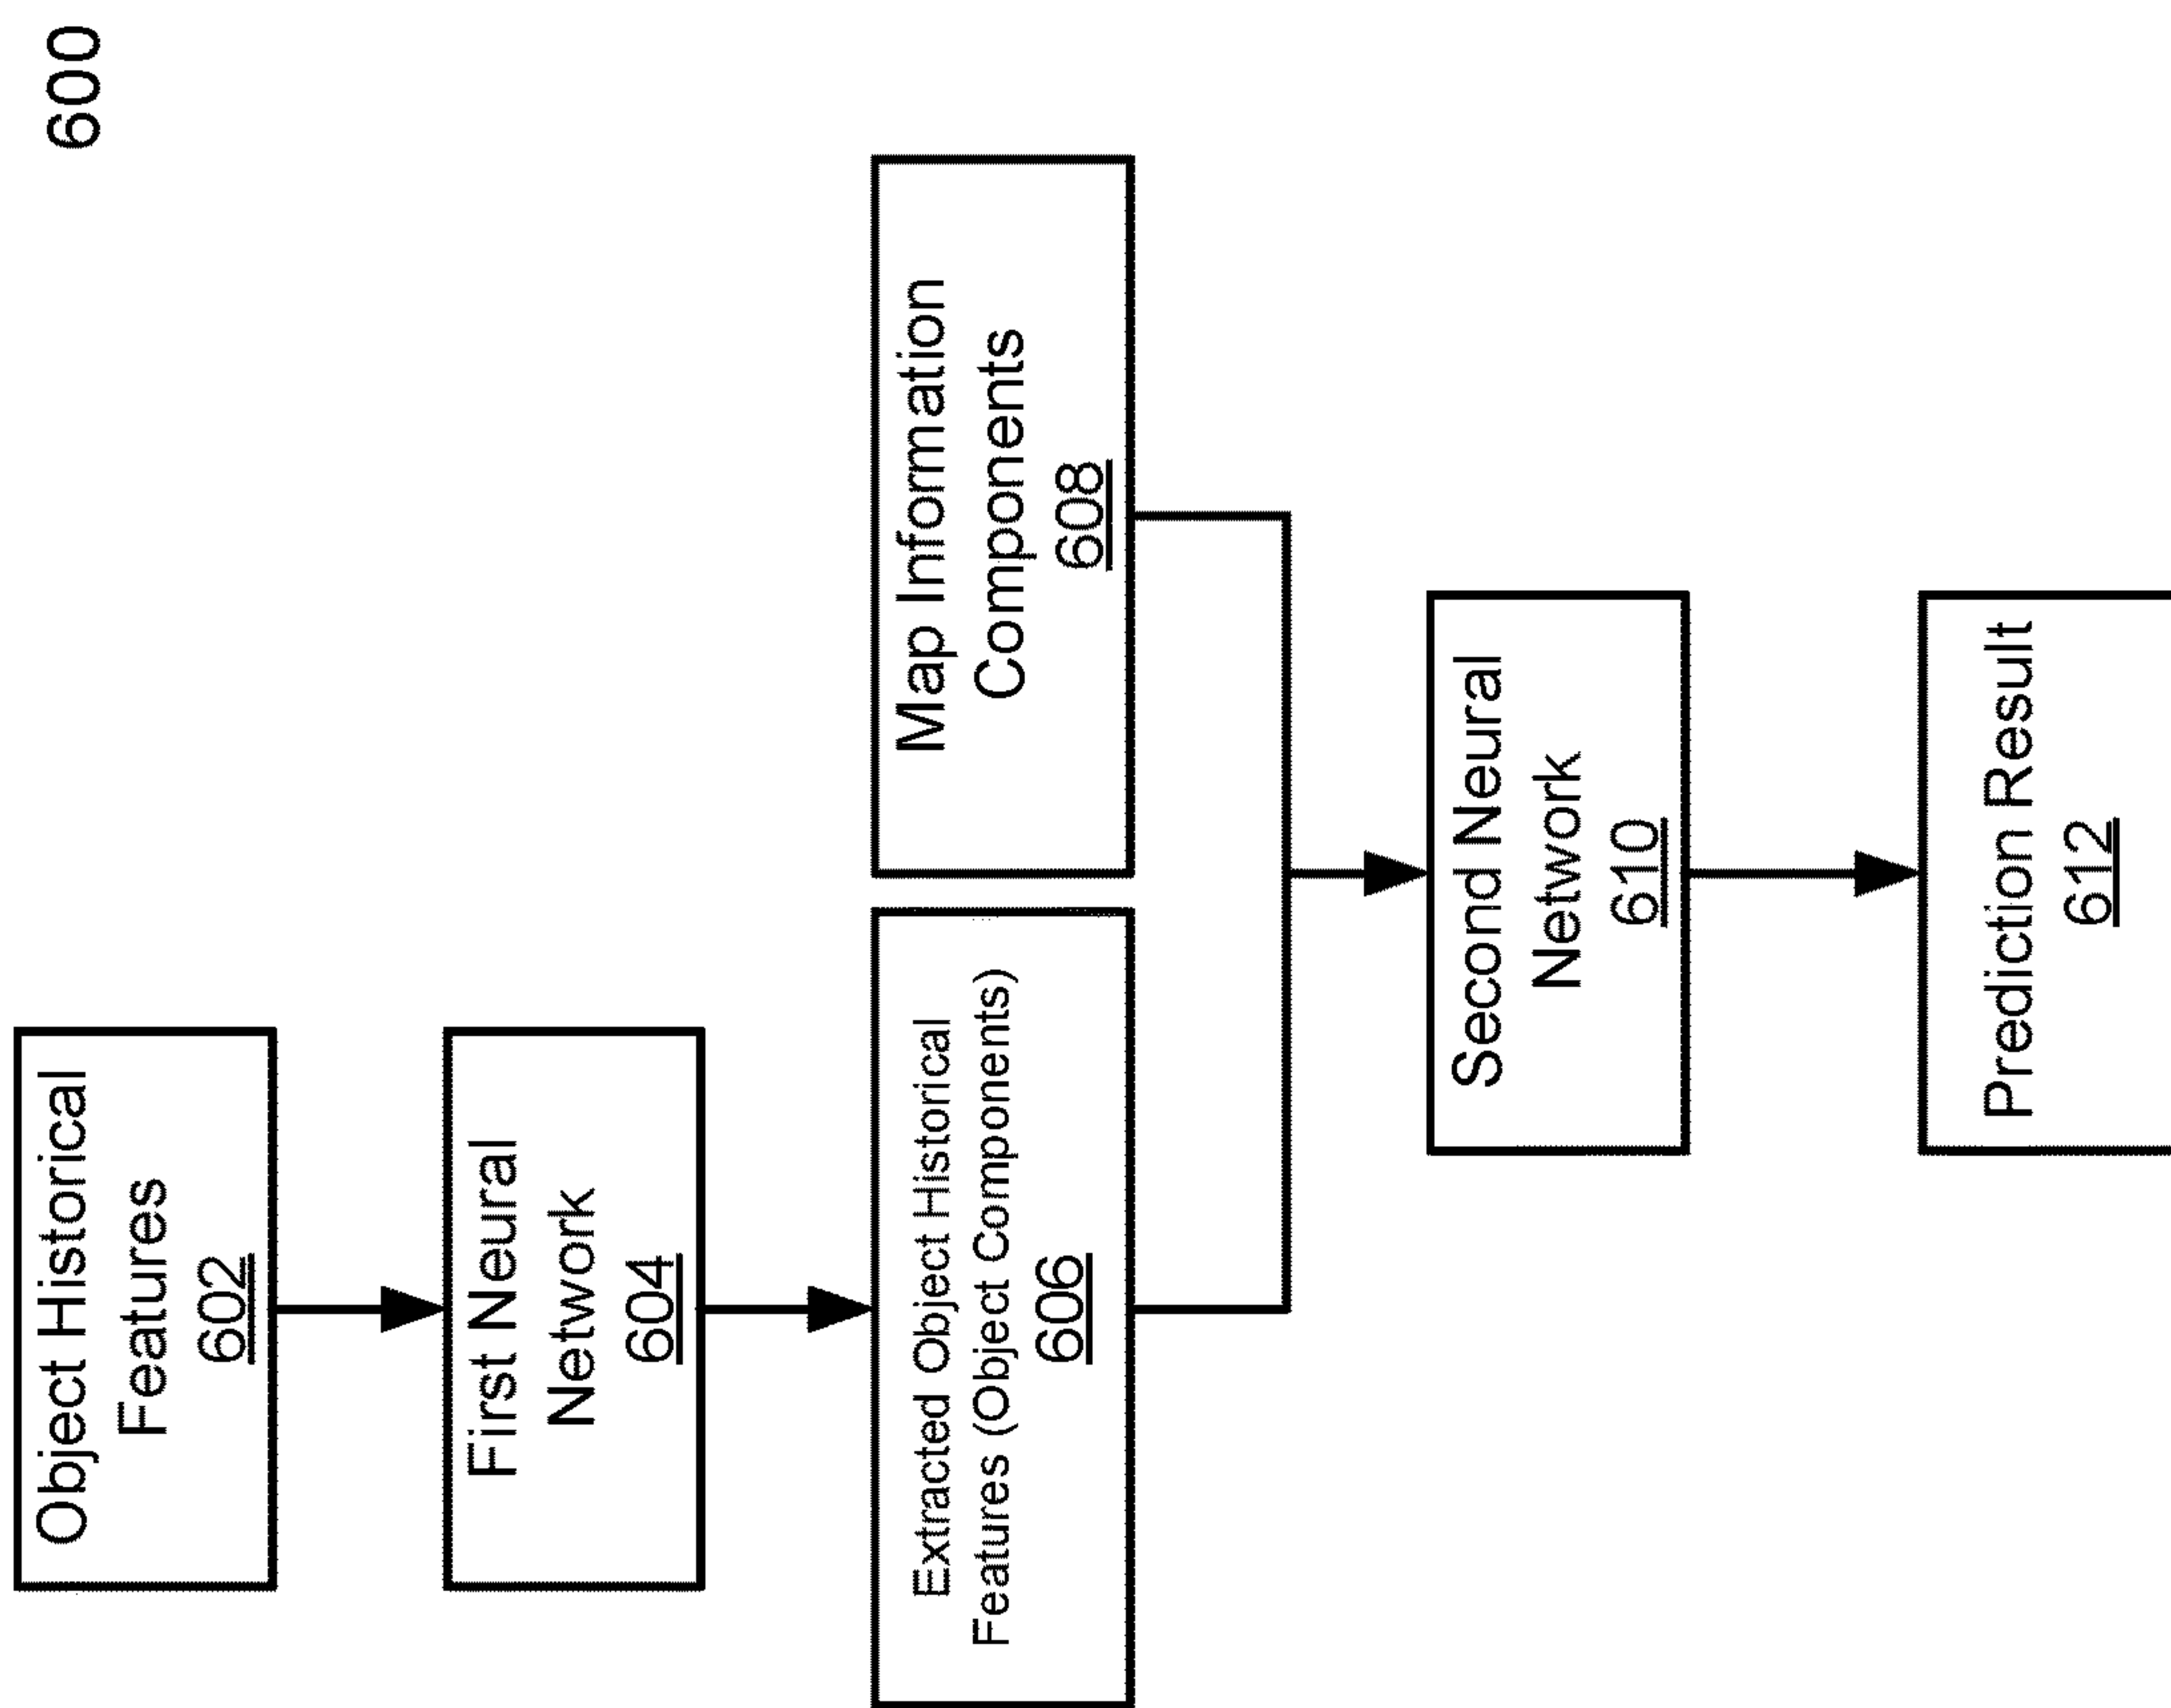 600
Object Historical
Features
602
First Neural
Network
604
Extracted Object Historical
Features (Object Components)
606
Map Information
Components
608
Second Neural
Network
610
Prediction Result
612